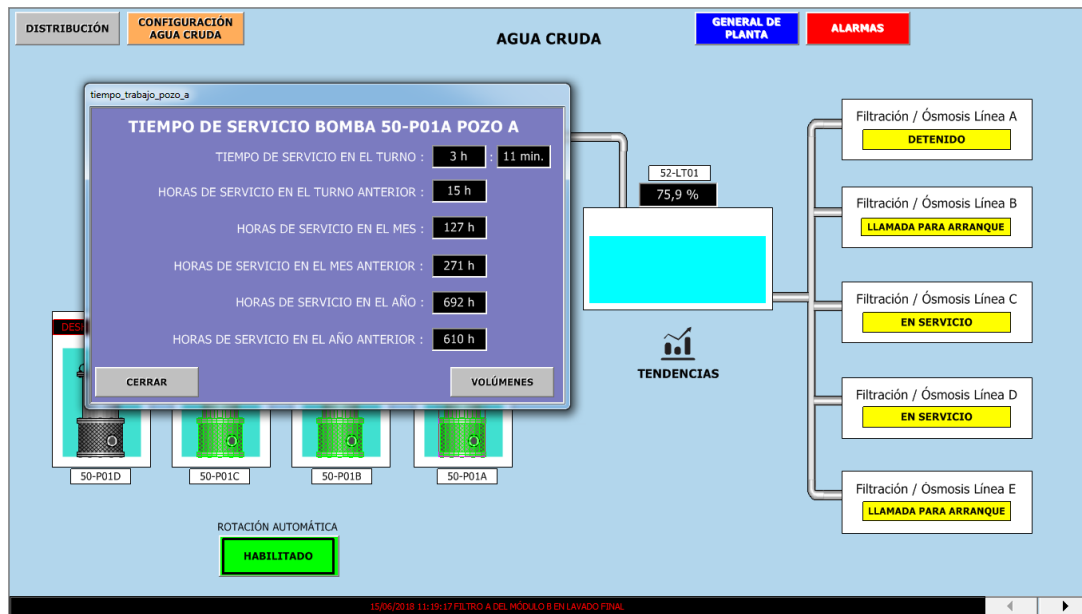 DISTRIBUCIÓN
CONFIGURACIÓN
AGUA CRUDA
AGUA CRUDA
GENERAL DE
PLANTA
ALARMAS
tiempo_trabajo_pozo_a
TIEMPO DE SERVICIO BOMBA 50-P01A POZO A
TIEMPO DE SERVICIO EN EL TURNO : 3 h : 11 min.
HORAS DE SERVICIO EN EL TURNO ANTERIOR : 15 h
HORAS DE SERVICIO EN EL MES : 127 h
HORAS DE SERVICIO EN EL MES ANTERIOR : 271 h
HORAS DE SERVICIO EN EL AÑO : 692 h
HORAS DE SERVICIO EN EL AÑO ANTERIOR : 610 h
CERRAR
VOLÚMENES
52-LT01
75,9 %
TENDENCIAS
Filtración / Ósmosis Línea A
DETENIDO
Filtración / Ósmosis Línea B
LLAMADA PARA ARRANQUE
Filtración / Ósmosis Línea C
EN SERVICIO
Filtración / Ósmosis Línea D
EN SERVICIO
Filtración / Ósmosis Línea E
LLAMADA PARA ARRANQUE
50-P01D
50-P01C
50-P01B
50-P01A
ROTACIÓN AUTOMÁTICA
HABILITADO
15/06/2018 11:19:17 FILTRO A DEL MÓDULO B EN LAVADO FINAL